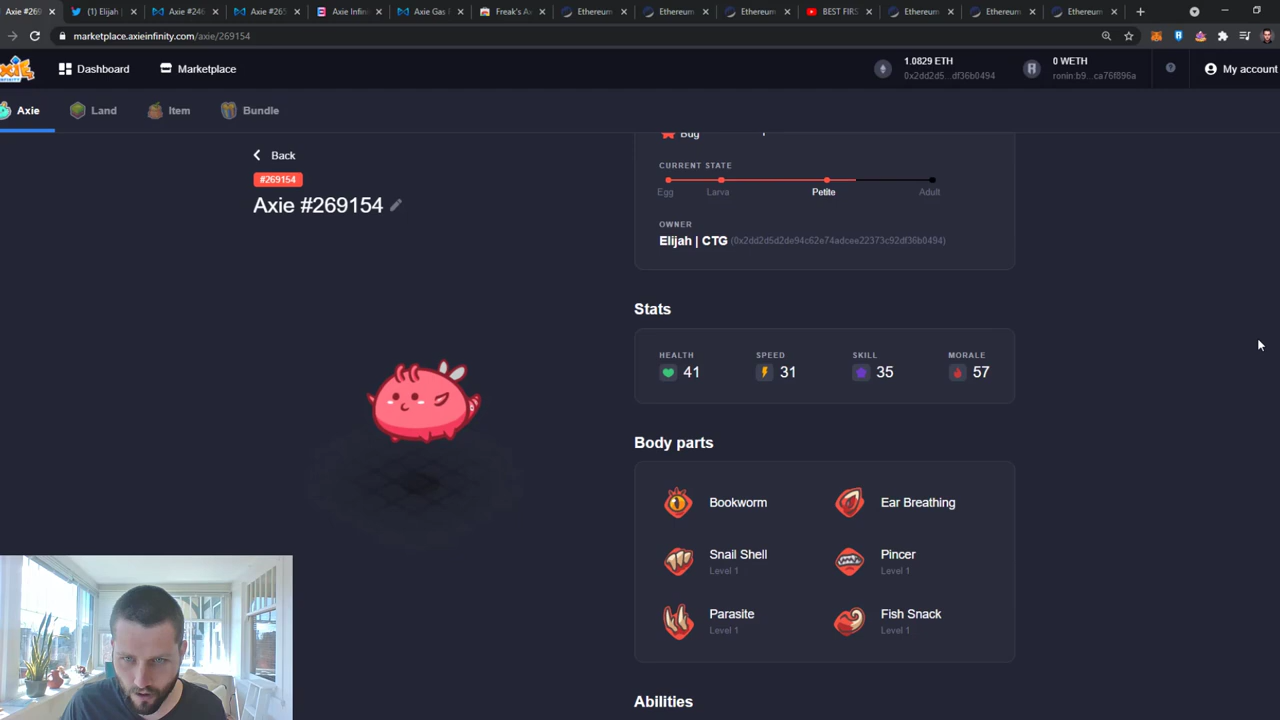 Axie #269
(1) Elijah |
Axie #246
Axie #265
Axie Infin
Axie Gas
Freak's Ax
Ethereum
Ethereum
Ethereum
BEST FIRS
Ethereum
Ethereum
Ethereum
marketplace.axieinfinity.com/axie/269154
Dashboard
Marketplace
1.0829 ETH
0x2dd2d5...df36b0494
0 WETH
ronin:b9...ca76f896a
My account
Axie
Land
Item
Bundle
Back
#269154
Axie #269154
Bug
CURRENT STATE
Egg
Larva
Petite
Adult
OWNER
Elijah | CTG (0x2dd2d5d2de94c62e74adcee22373c92df36b0494)
Stats
HEALTH
41
SPEED
31
SKILL
35
MORALE
57
Body parts
Bookworm
Ear Breathing
Snail Shell
Level 1
Pincer
Level 1
Parasite
Level 1
Fish Snack
Level 1
Abilities